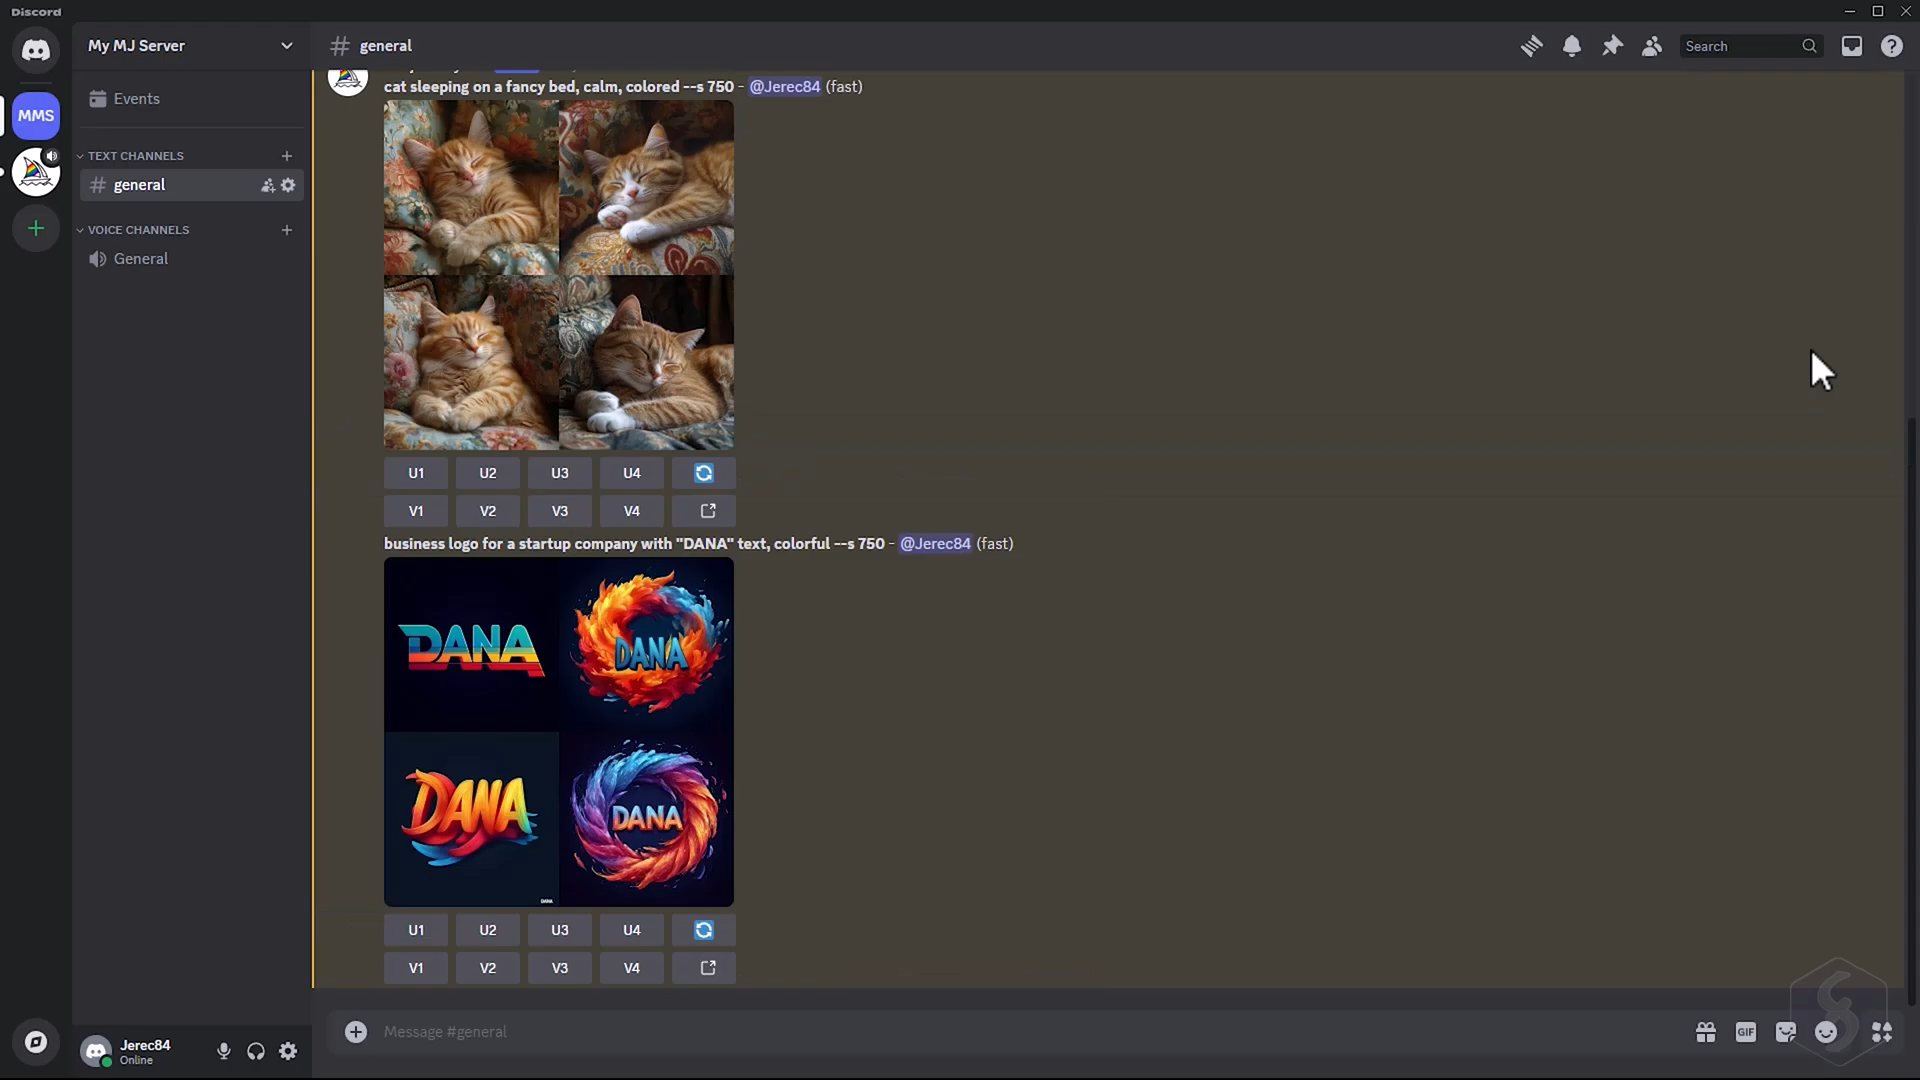 Discord
My MJ Server
general
Search
MMS
Events
cat sleeping on a fancy bed, calm, colored --s 750 - @Jerec84 (fast)
TEXT CHANNELS
general
VOICE CHANNELS
General
U1 U2 U3 U4
V1 V2 V3 V4
business logo for a startup company with "DANA" text, colorful --s 750 - @Jerec84 (fast)
DANA
DANA
DANA
DANA
DANA
U1 U2 U3 U4
V1 V2 V3 V4
Message #general
GIF
Jerec84
Online